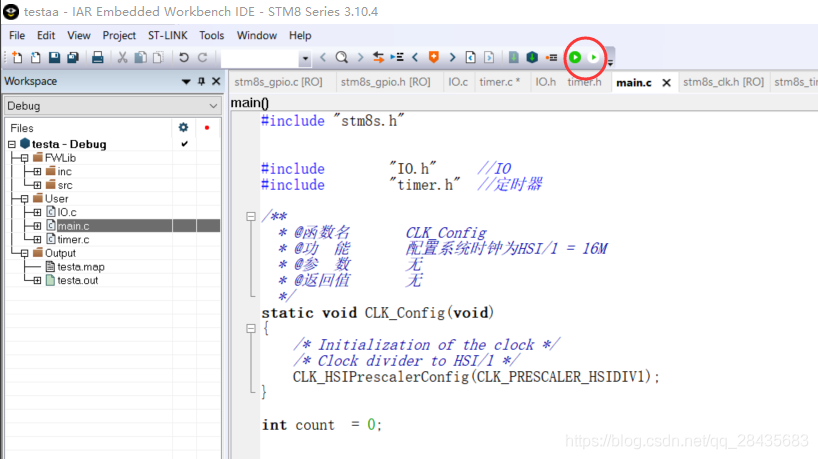 testaa - IAR Embedded Workbench IDE - STM8 Series 3.10.4
File Edit View Project ST-LINK Tools Window Help
Workspace
stm8s_gpio.c [RO] stm8s_gpio.h [RO] IO.c timer.c * IO.h timer.h main.c stm8s_clk.h [RO] stm8s_tim
Debug
main()
Files
testa - Debug
FWLib
inc
src
User
IO.c
main.c
timer.c
Output
testa.map
testa.out
#include "stm8s.h"
#include "IO.h" //IO
#include "timer.h" //定时器
/**
* @函数名 CLK_Config
* @功 能 配置系统时钟为HSI/1 = 16M
* @参 数 无
* @返回值 无
*/
static void CLK_Config(void)
{
/* Initialization of the clock */
/* Clock divider to HSI/1 */
CLK_HSIPrescalerConfig(CLK_PRESCALER_HSIDIV1);
}
int count = 0;
https://blog.csdn.net/qq_28435683